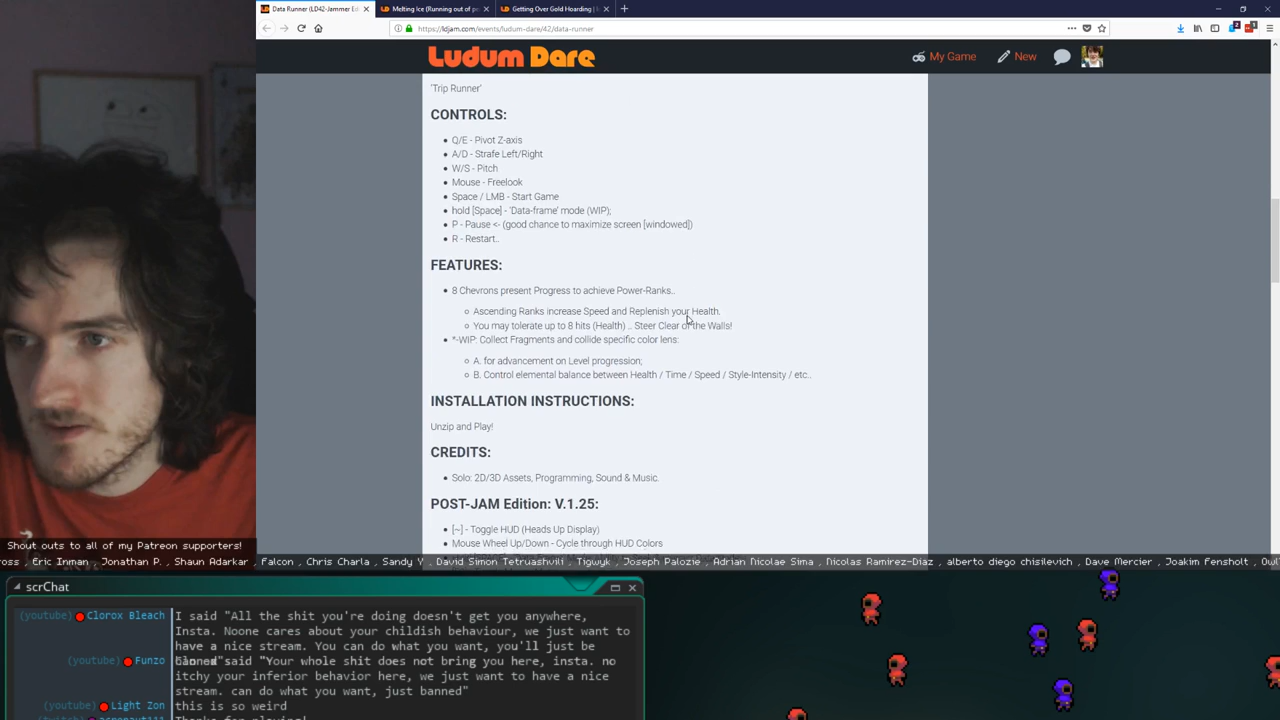 Data Runner (LD42-Jammer Ed
Melting Ice (Running out of po
Getting Over Gold Hoarding |
https://ldjam.com/events/ludum-dare/42/data-runner
2
1
Ludum Dare
My Game
New
'Trip Runner'
CONTROLS:
Q/E - Pivot Z-axis
A/D - Strafe Left/Right
W/S - Pitch
Mouse - Freelook
Space / LMB - Start Game
hold [Space] - 'Data-frame' mode (WIP);
P - Pause <- (good chance to maximize screen [windowed])
R - Restart..
FEATURES:
8 Chevrons present Progress to achieve Power-Ranks..
Ascending Ranks increase Speed and Replenish your Health.
You may tolerate up to 8 hits (Health) .. Steer Clear of the Walls!
*-WIP: Collect Fragments and collide specific color lens:
A. for advancement on Level progression;
B. Control elemental balance between Health / Time / Speed / Style-Intensity / etc..
INSTALLATION INSTRUCTIONS:
Unzip and Play!
CREDITS:
Solo: 2D/3D Assets, Programming, Sound & Music.
POST-JAM Edition: V.1.25:
[~] - Toggle HUD (Heads Up Display)
Mouse Wheel Up/Down - Cycle through HUD Colors
Shout outs to all of my Patreon supporters!
oss , Eric Inman , Jonathan P. , Shaun Adarkar , Falcon , Chris Charla , Sandy Y , David Simon Tetruashvili , Tigwyk , Joseph Palozie , Adrian Nicolae Sima , Nicolas Ramirez-Diaz , alberto diego chisilevich , Dave Mercier , Joakim Fensholt , Owl
scrChat
(youtube) Clorox Bleach I said "All the shit you're doing doesn't get you anywhere,
Insta. Noone cares about your childish behaviour, we just want to
have a nice stream. You can do what you want, you'll just be
(youtube) Funzo said "Your whole shit does not bring you here, insta. no
itchy your inferior behavior here, we just want to have a nice
stream. can do what you want, just banned"
(youtube) Light Zon this is so weird
Thanks for playing!